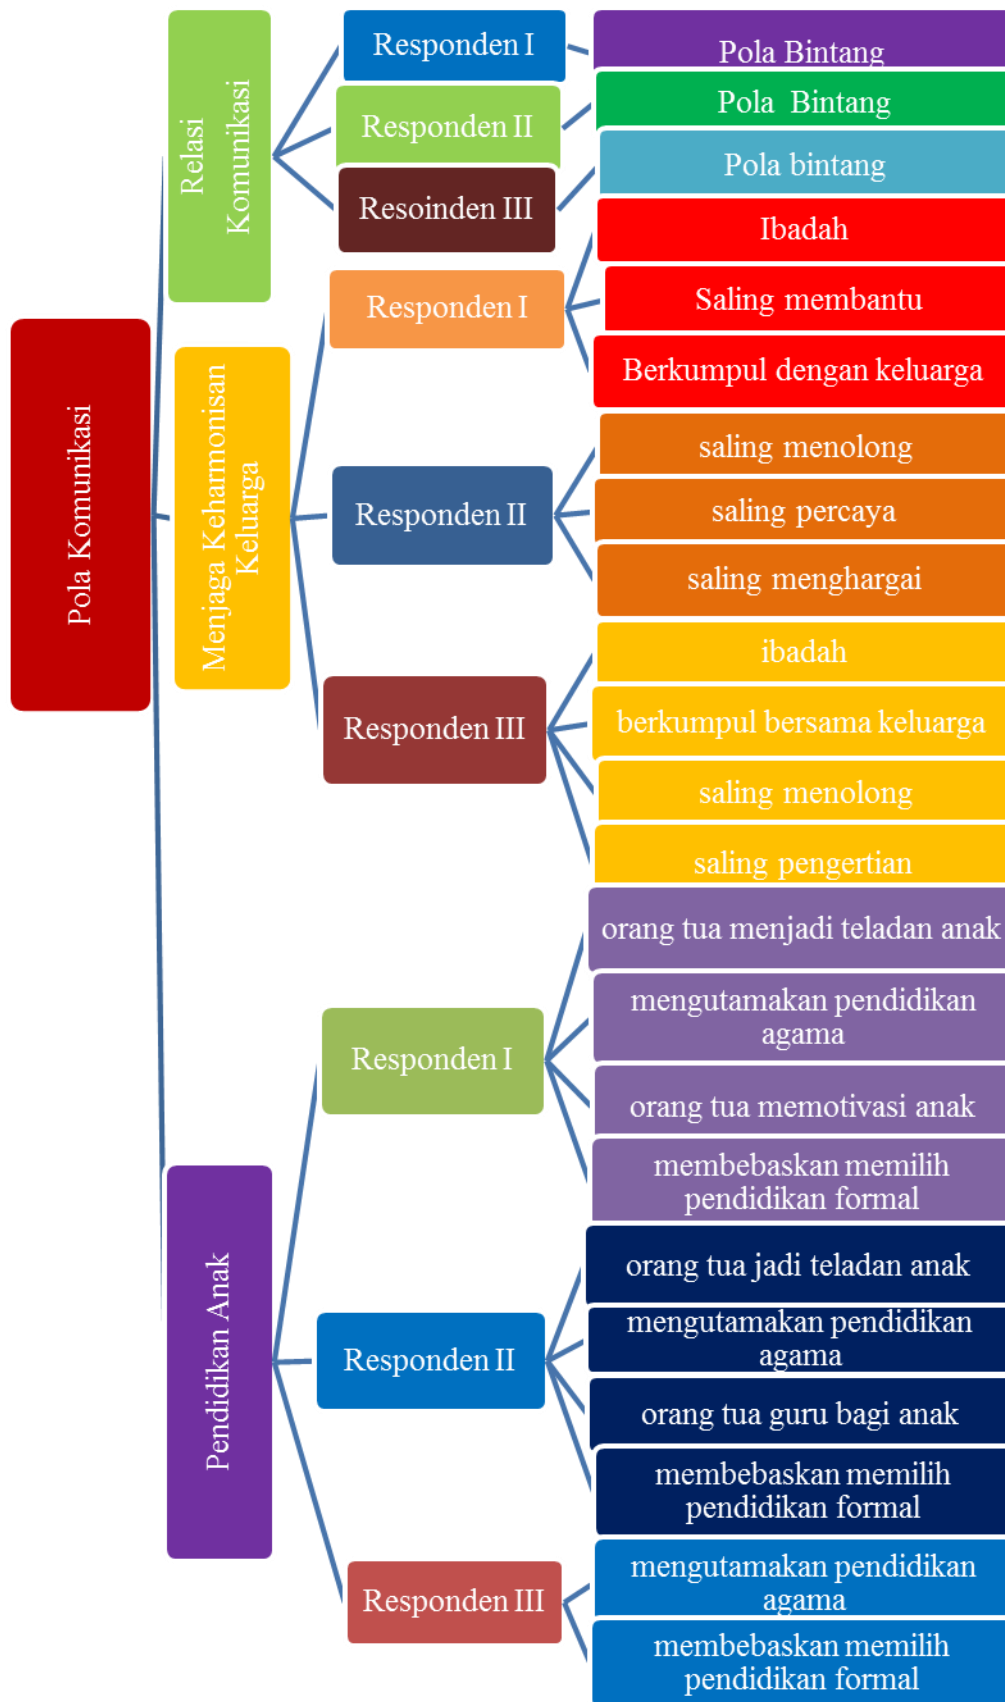 Pola Komunikasi
Relasi
Komunikasi
Responden I
Pola Bintang
Responden II
Pola  Bintang
Resoinden III
Pola bintang
Menjaga Keharmonisan
Keluarga
Responden I
Ibadah
Saling membantu
Berkumpul dengan keluarga
Responden II
saling menolong
saling percaya
saling menghargai
Responden III
ibadah
berkumpul bersama keluarga
saling menolong
saling pengertian
Pendidikan Anak
Responden I
orang tua menjadi teladan anak
mengutamakan pendidikan
agama
orang tua memotivasi anak
membebaskan memilih
pendidikan formal
Responden II
orang tua jadi teladan anak
mengutamakan pendidikan
agama
orang tua guru bagi anak
membebaskan memilih
pendidikan formal
Responden III
mengutamakan pendidikan
agama
membebaskan memilih
pendidikan formal